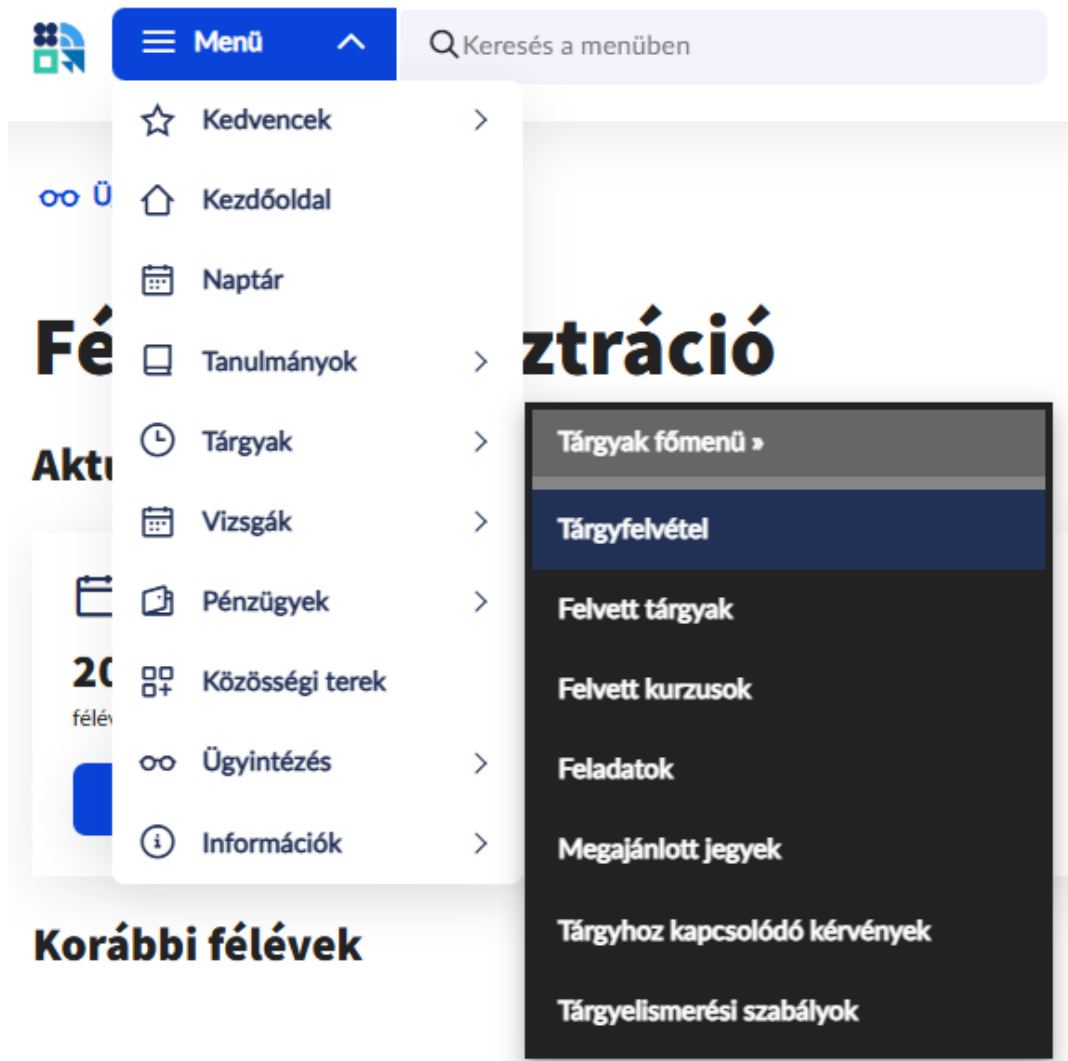 Menü
Keresés a menüben
Kedvencek
Kezdőoldal
Naptár
Tanulmányok
Tárgyak
Vizsgák
Pénzügyek
Közösségi terek
Ügyintézés
Információk
Tárgyak főmenü »
Tárgyfelvétel
Felvett tárgyak
Felvett kurzusok
Feladatok
Megajánlott jegyek
Tárgyhoz kapcsolódó kérvények
Tárgyelismerési szabályok
Korábbi félévek